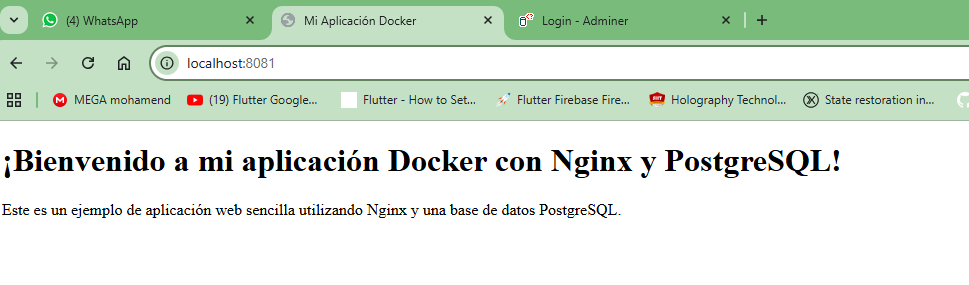 (4) WhatsApp
Mi Aplicación Docker
Login - Adminer
localhost:8081
MEGA mohamend
(19) Flutter Google...
Flutter - How to Set...
Flutter Firebase Fire...
Holography Technol...
State restoration in...
¡Bienvenido a mi aplicación Docker con Nginx y PostgreSQL!
Este es un ejemplo de aplicación web sencilla utilizando Nginx y una base de datos PostgreSQL.